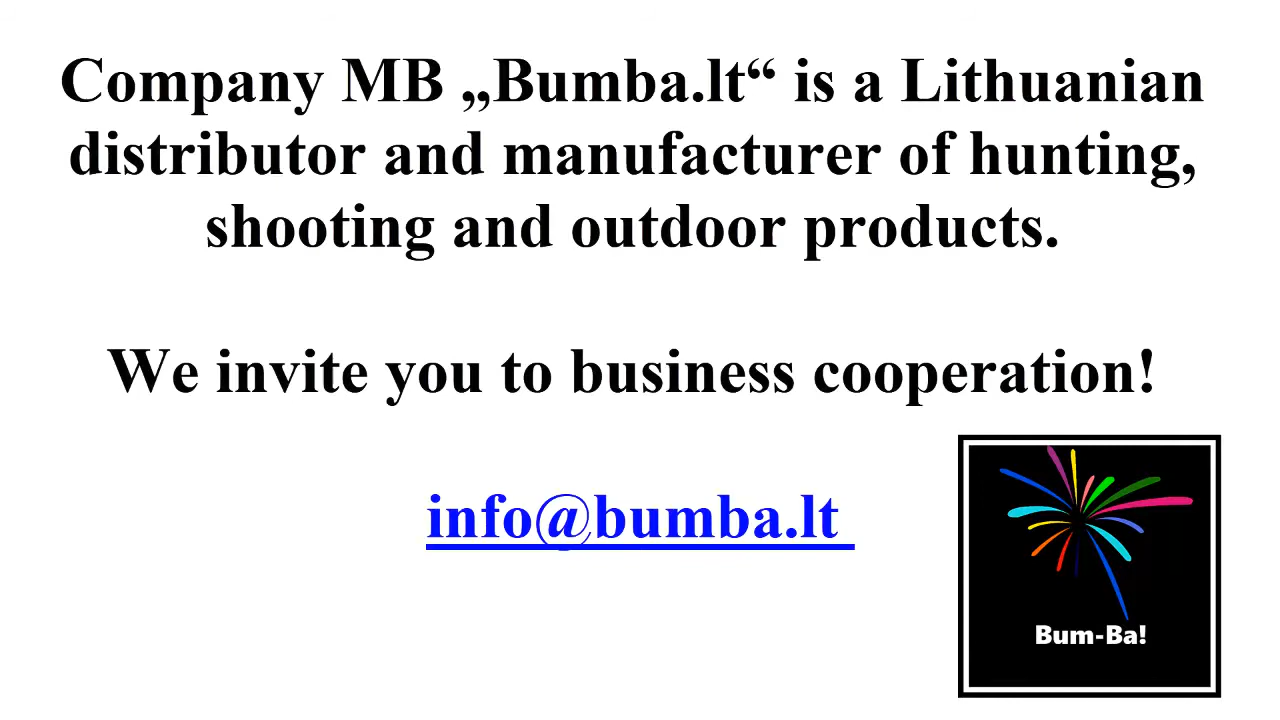 Company MB „Bumba.lt“ is a Lithuanian
distributor and manufacturer of hunting,
shooting and outdoor products.
We invite you to business cooperation!
info@bumba.lt
Bum-Ba!